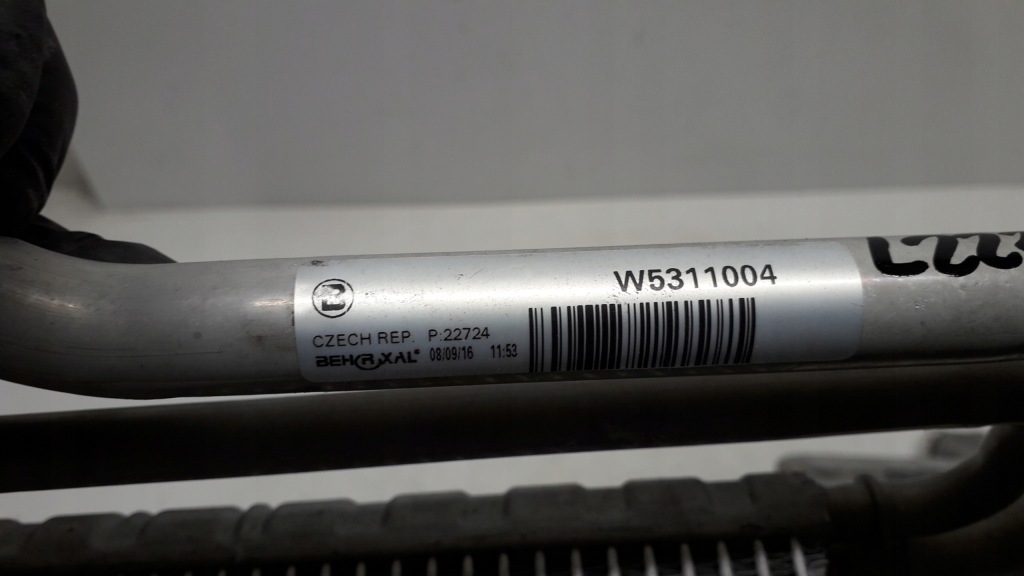 W5311004
CZECH REP. P:22724
BEHR XAL® 08/09/16 11:53